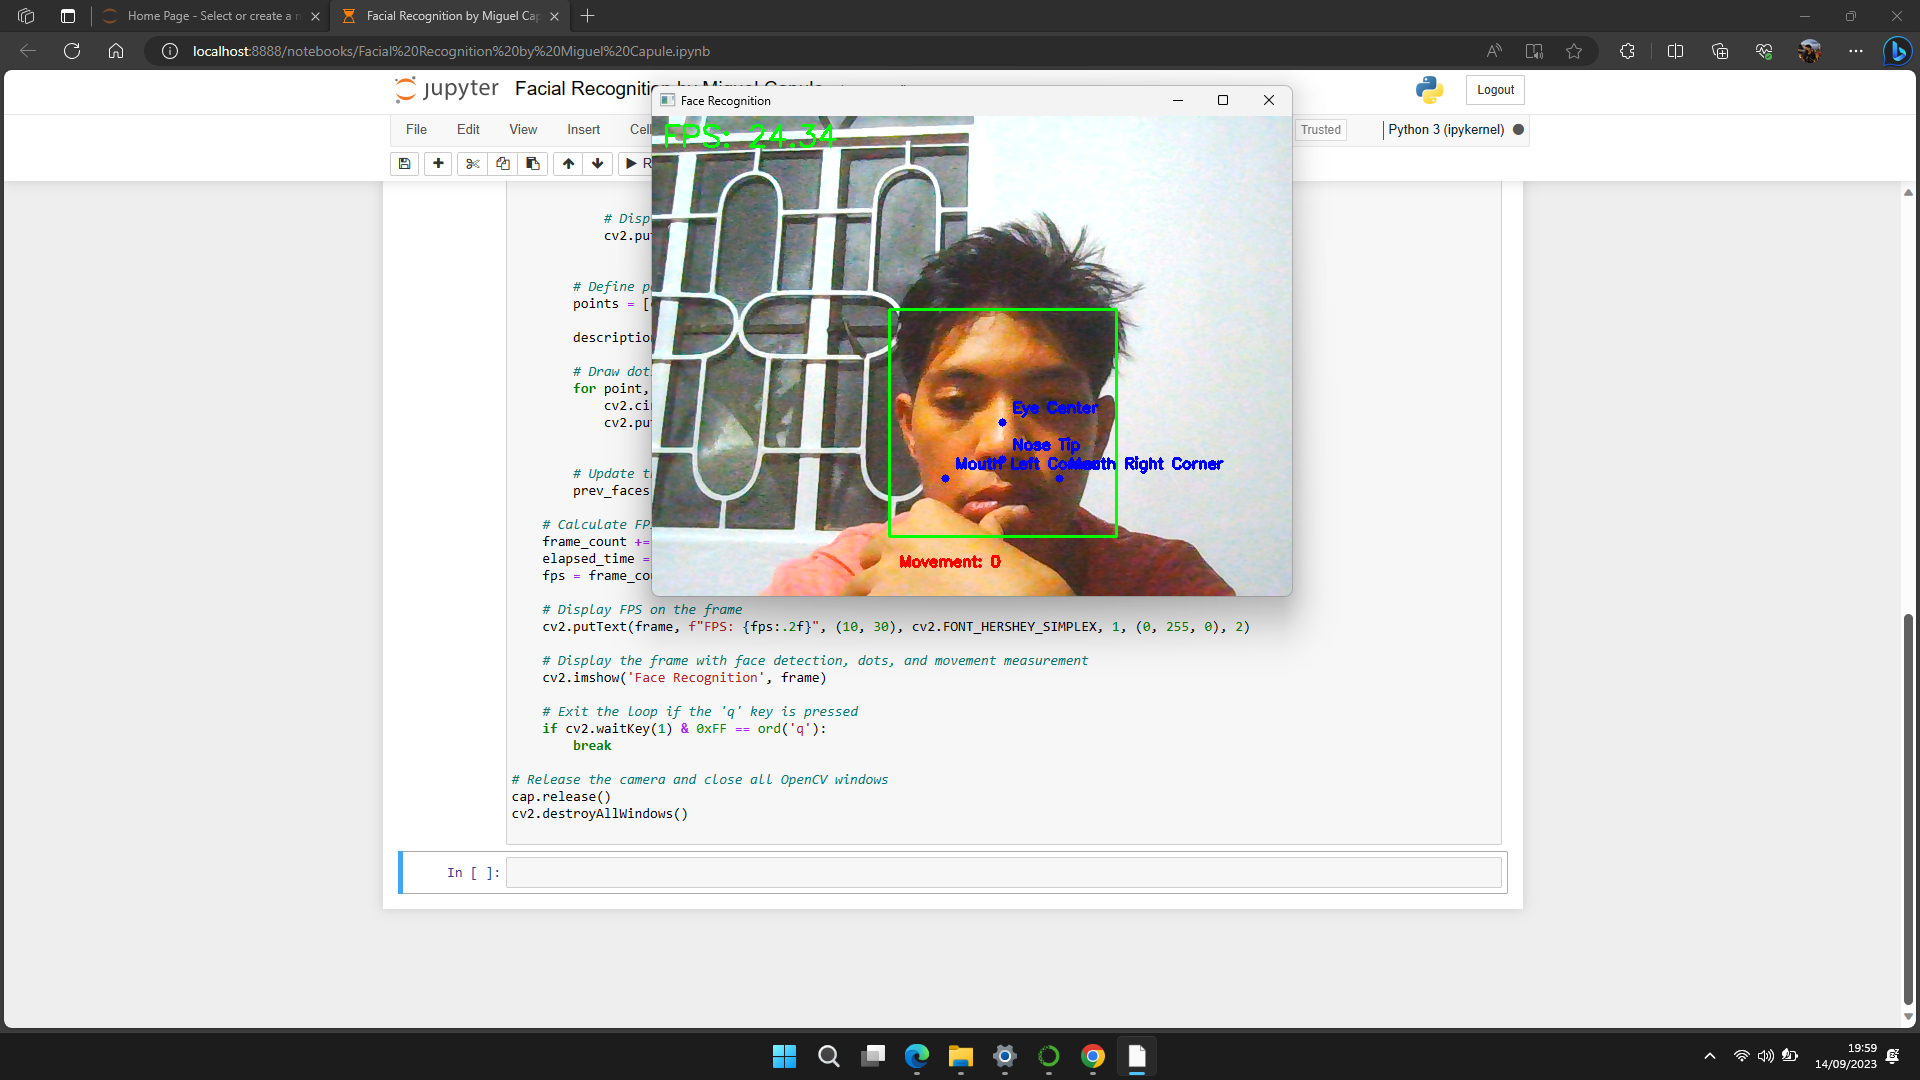 Home Page - Select or create a n
Facial Recognition by Miguel Cap
localhost:8888/notebooks/Facial%20Recognition%20by%20Miguel%20Capule.ipynb
jupyter
Facial Recognition by Miguel Capule
Logout
File
Edit
View
Insert
Cell
Trusted
Python 3 (ipykernel)
R
Face Recognition
FPS: 24.34
Eye Center
Nose Tip
Mouth Left Corner
Mouth Right Corner
Movement: 0
# Disp
cv2.pu
# Define p
points = [
description
# Draw dot
for point,
cv2.ci
cv2.pu
# Update t
prev_faces
# Calculate FP
frame_count +=
elapsed_time =
fps = frame_cou
# Display FPS on the frame
cv2.putText(frame, f"FPS: {fps:.2f}", (10, 30), cv2.FONT_HERSHEY_SIMPLEX, 1, (0, 255, 0), 2)
# Display the frame with face detection, dots, and movement measurement
cv2.imshow('Face Recognition', frame)
# Exit the loop if the 'q' key is pressed
if cv2.waitKey(1) & 0xFF == ord('q'):
break
# Release the camera and close all OpenCV windows
cap.release()
cv2.destroyAllWindows()
In [ ]:
19:59
14/09/2023